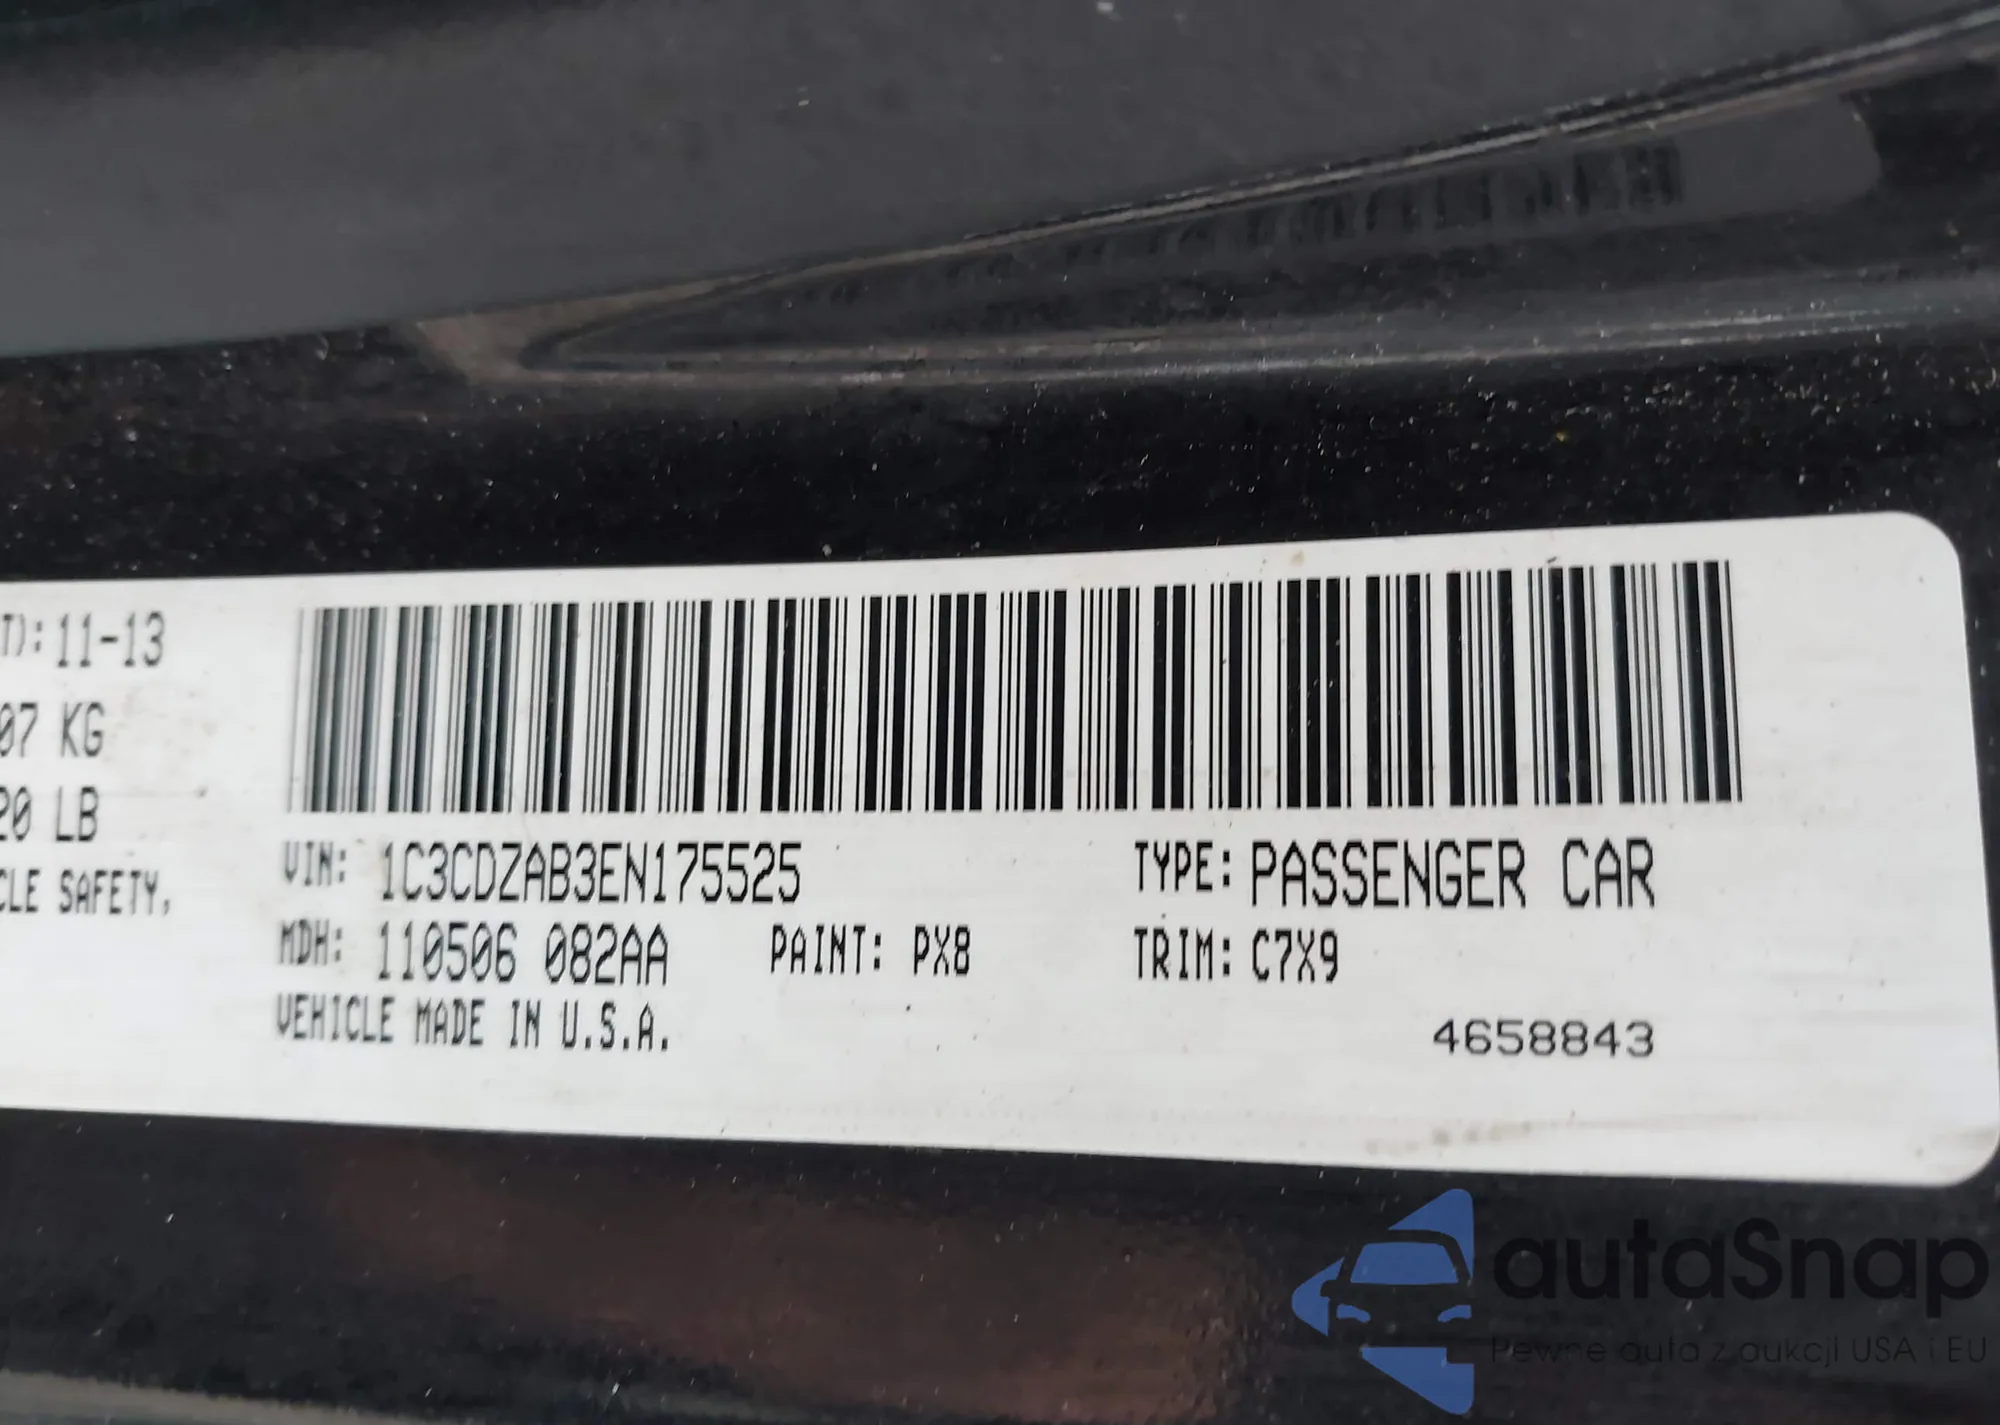 T): 11-13
07 KG
20 LB
CLE SAFETY,
VIN: 1C3CDZAB3EN175525
TYPE: PASSENGER CAR
MDH: 110506 082AA
PAINT: PX8
TRIM: C7X9
VEHICLE MADE IN U.S.A.
4658843
autaSnap
Pewne auta z aukcji USA i EU